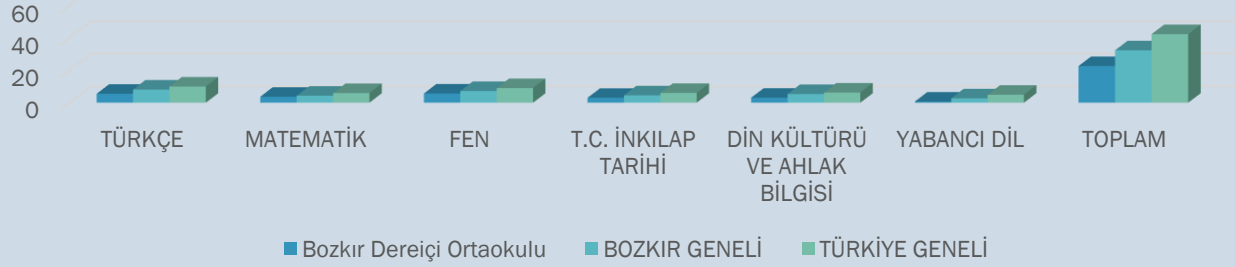 60
40
20
0
TÜRKÇE
MATEMATİK
FEN
T.C. İNKILAP
TARİHİ
DİN KÜLTÜRÜ
VE AHLAK
BİLGİSİ
YABANCI DİL
TOPLAM
Bozkır Dereiçi Ortaokulu
BOZKIR GENELİ
TÜRKİYE GENELİ